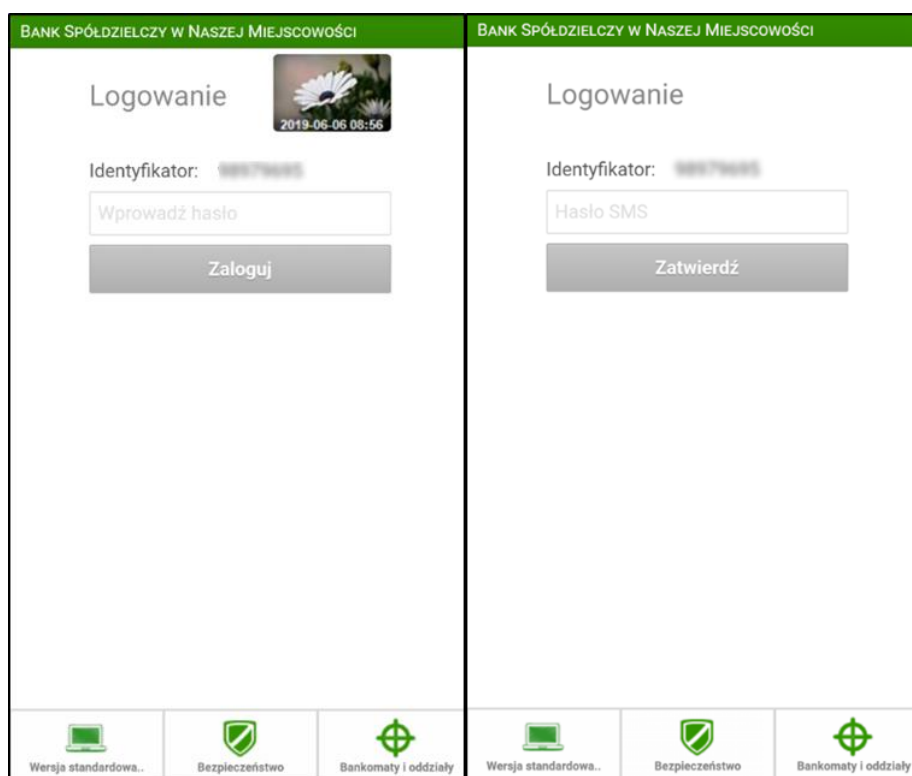 BANK SPÓŁDZIELCZY W NASZEJ MIEJSCOWOŚCI
Logowanie
2019-06-06 08:56
Identyfikator:
Wprowadź hasło
Zaloguj
Wersja standardowa..
Bezpieczeństwo
Bankomaty i oddziały
BANK SPÓŁDZIELCZY W NASZEJ MIEJSCOWOŚCI
Logowanie
Identyfikator:
Hasło SMS
Zatwierdź
Wersja standardowa..
Bezpieczeństwo
Bankomaty i oddziały